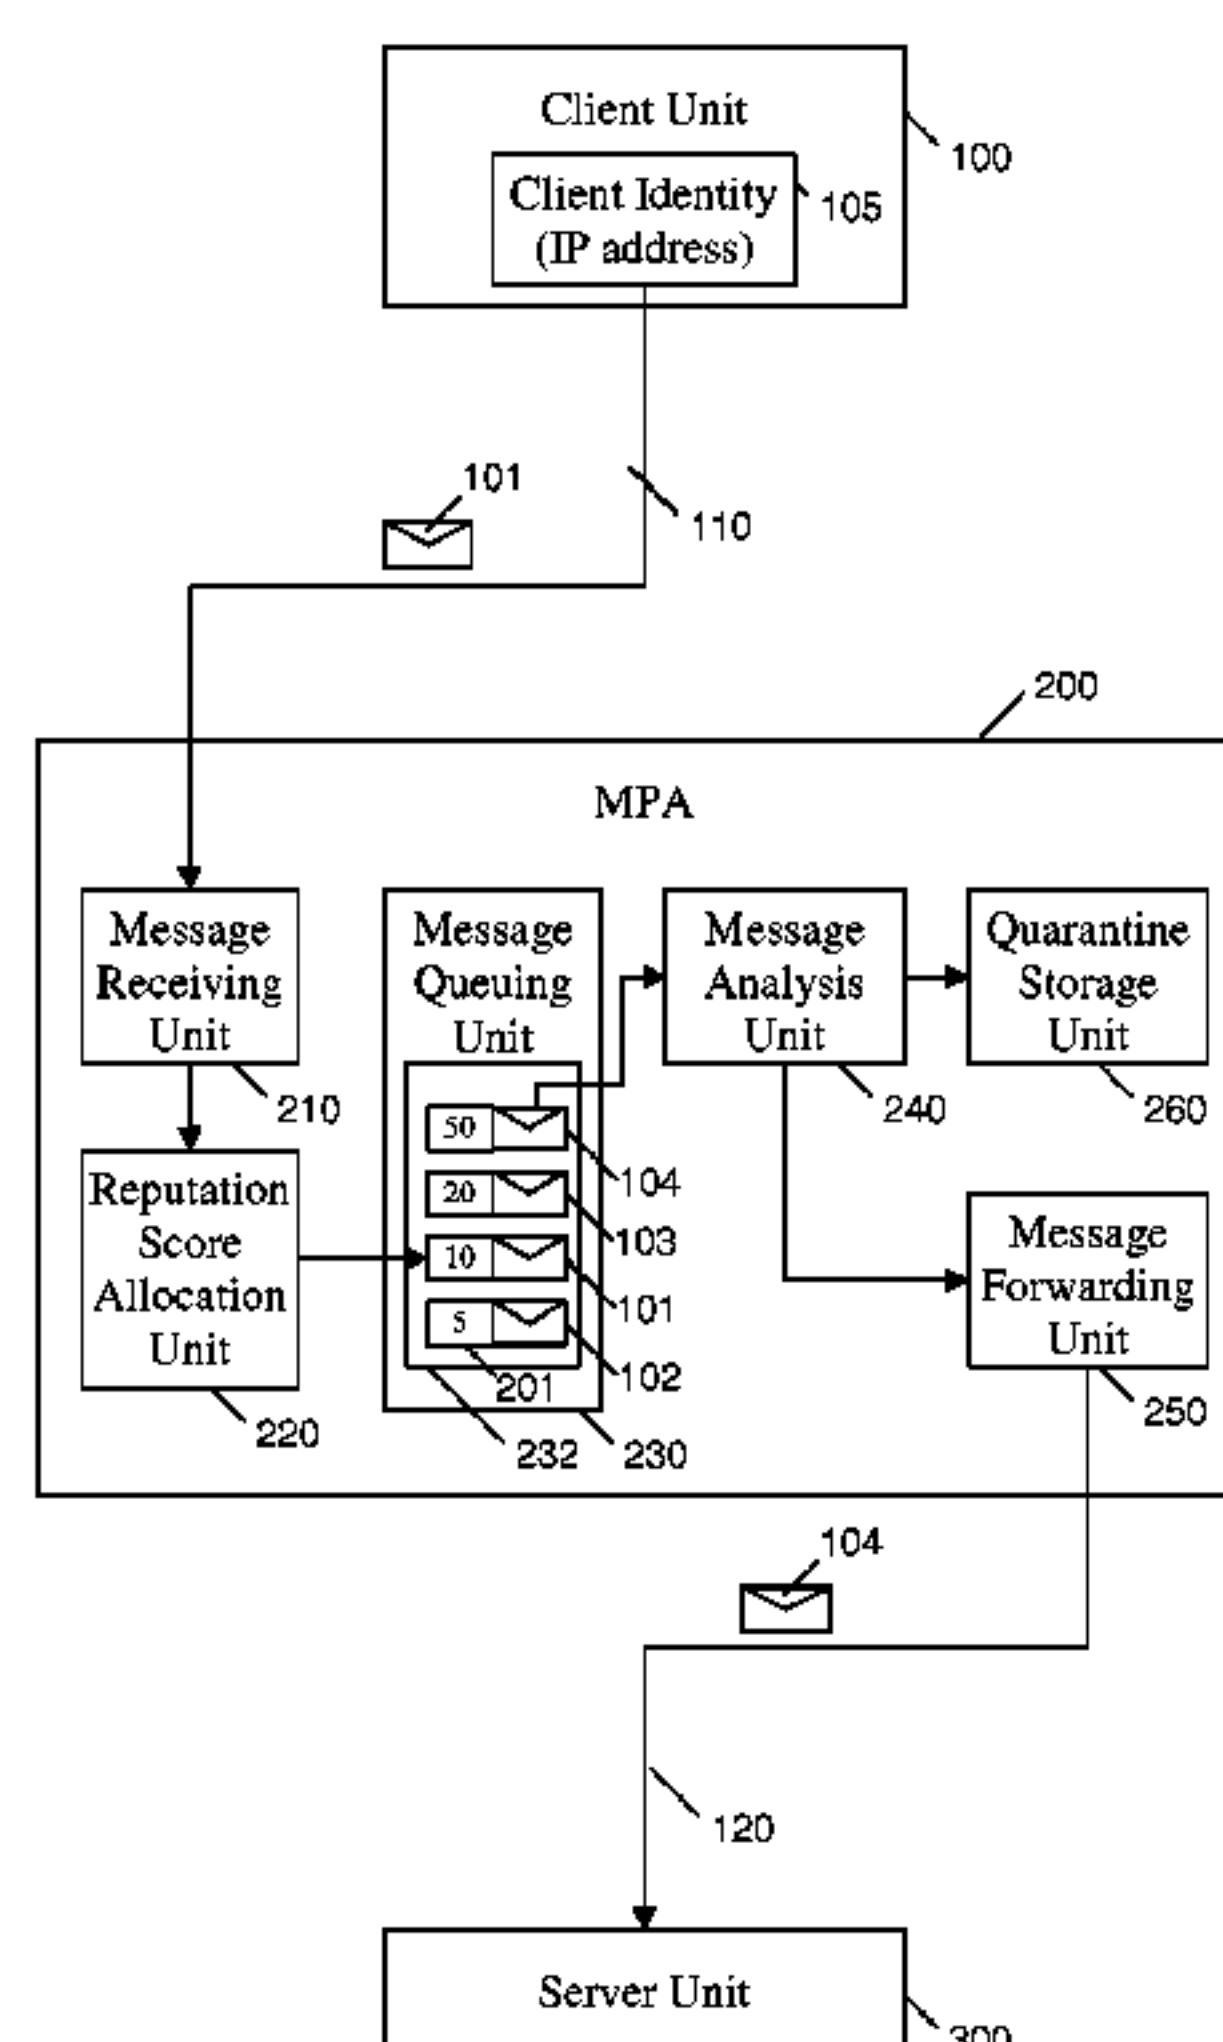 Client Unit
100
Client Identity
(IP address)
105
101
110
200
MPA
Message
Receiving
Unit
210
Message
Queuing
Unit
Message
Analysis
Unit
240
Quarantine
Storage
Unit
260
50
104
20
103
10
101
5
102
201
232
230
Reputation
Score
Allocation
Unit
220
Message
Forwarding
Unit
250
104
120
Server Unit
300